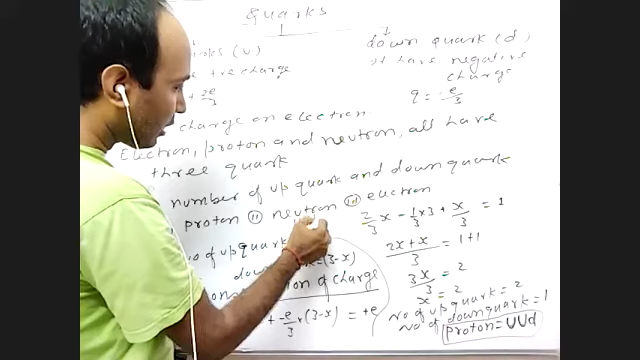 Quarks
(U)
down quark (d)
+ve charge
it have negative
charge
+2e/3
q = -e/3
charge on electron
Electron, proton and neutron, all have
three quark
number of up quark and down quark
proton (ii) neutron (iii) electron
2/3 x - 1/3 x 3 + x/3 = 1
of up quark
(3-x)
2x+x/3 = 1+1
of charge
3x/3 = 2
x = 2
+ -e/3 x (3-x) = +e
No of up quark = 2
No of down quark = 1
proton = UUd